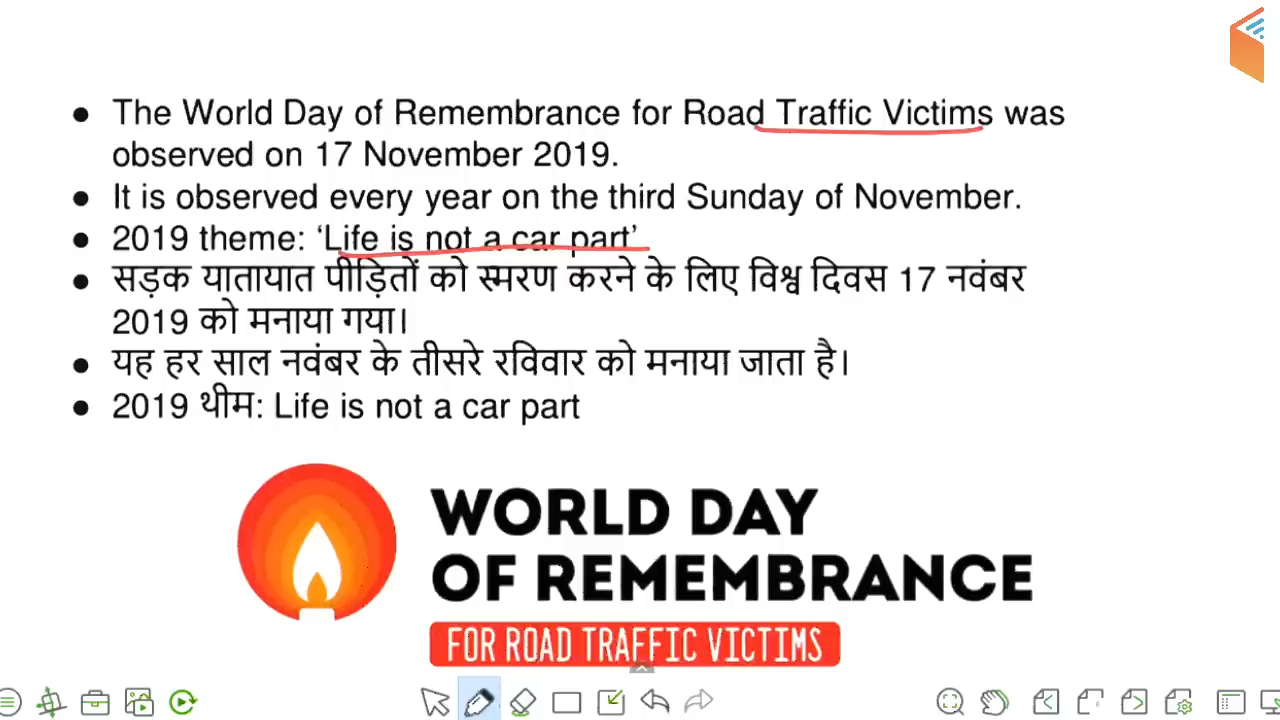 ● The World Day of Remembrance for Road Traffic Victims was
observed on 17 November 2019.
● It is observed every year on the third Sunday of November.
● 2019 theme: ‘Life is not a car part’
● सड़क यातायात पीड़ितों को स्मरण करने के लिए विश्व दिवस 17 नवंबर
2019 को मनाया गया।
● यह हर साल नवंबर के तीसरे रविवार को मनाया जाता है।
● 2019 थीम: Life is not a car part
WORLD DAY
OF REMEMBRANCE
FOR ROAD TRAFFIC VICTIMS